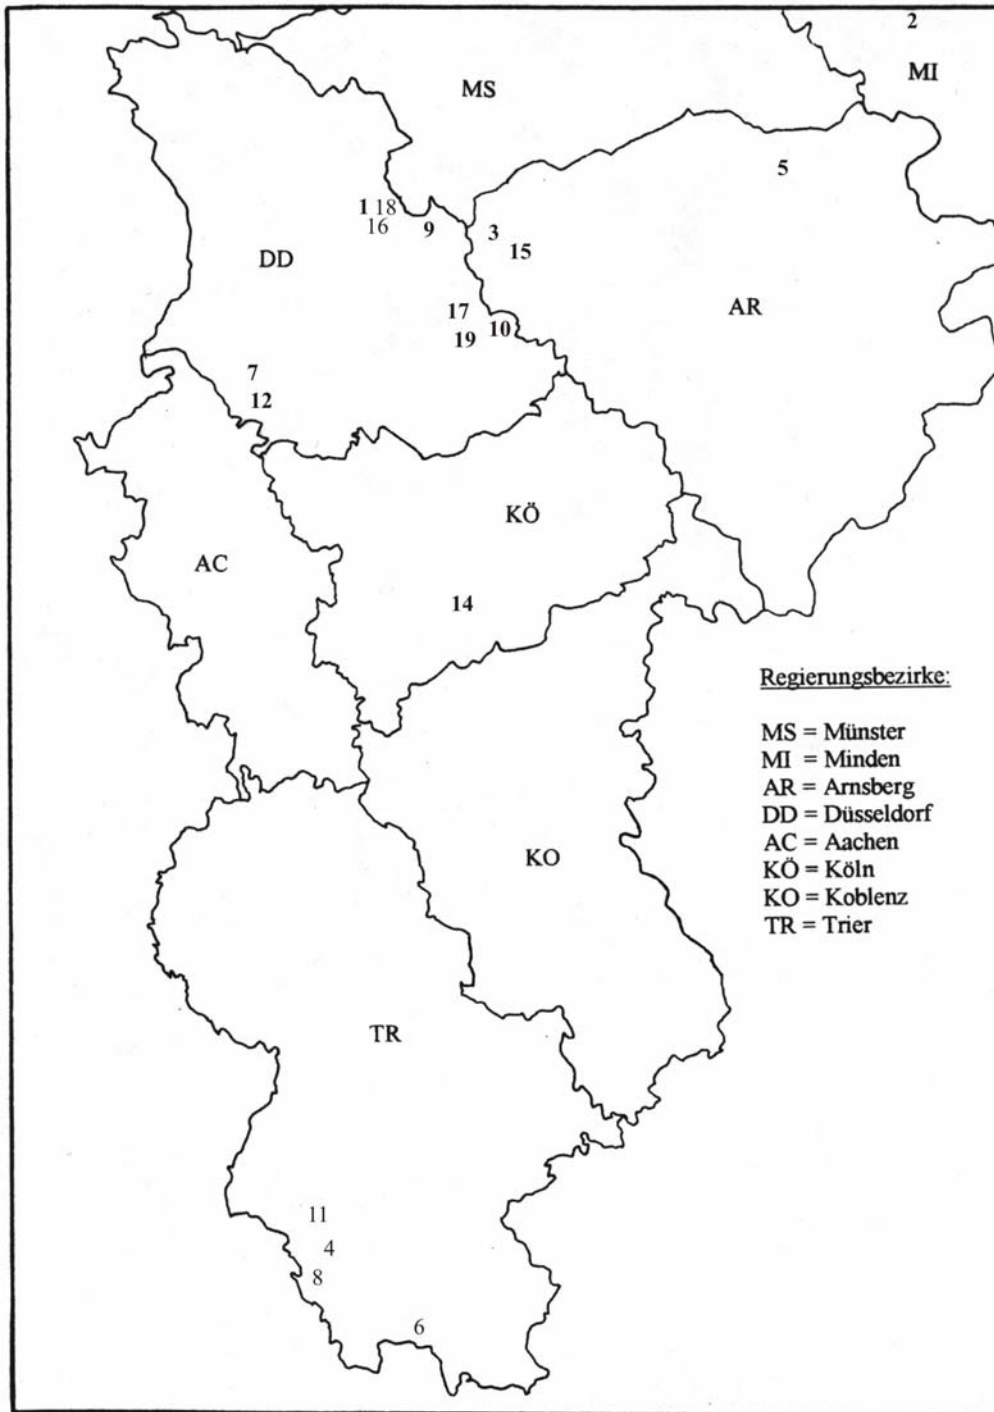 2
MI
MS
5
1 18
16
9
3
15
DD
AR
17
10
19
7
12
KÖ
AC
14
Regierungsbezirke:
MS = Münster
MI = Minden
AR = Arnsberg
DD = Düsseldorf
AC = Aachen
KÖ = Köln
KO = Koblenz
TR = Trier
KO
TR
11
4
8
6